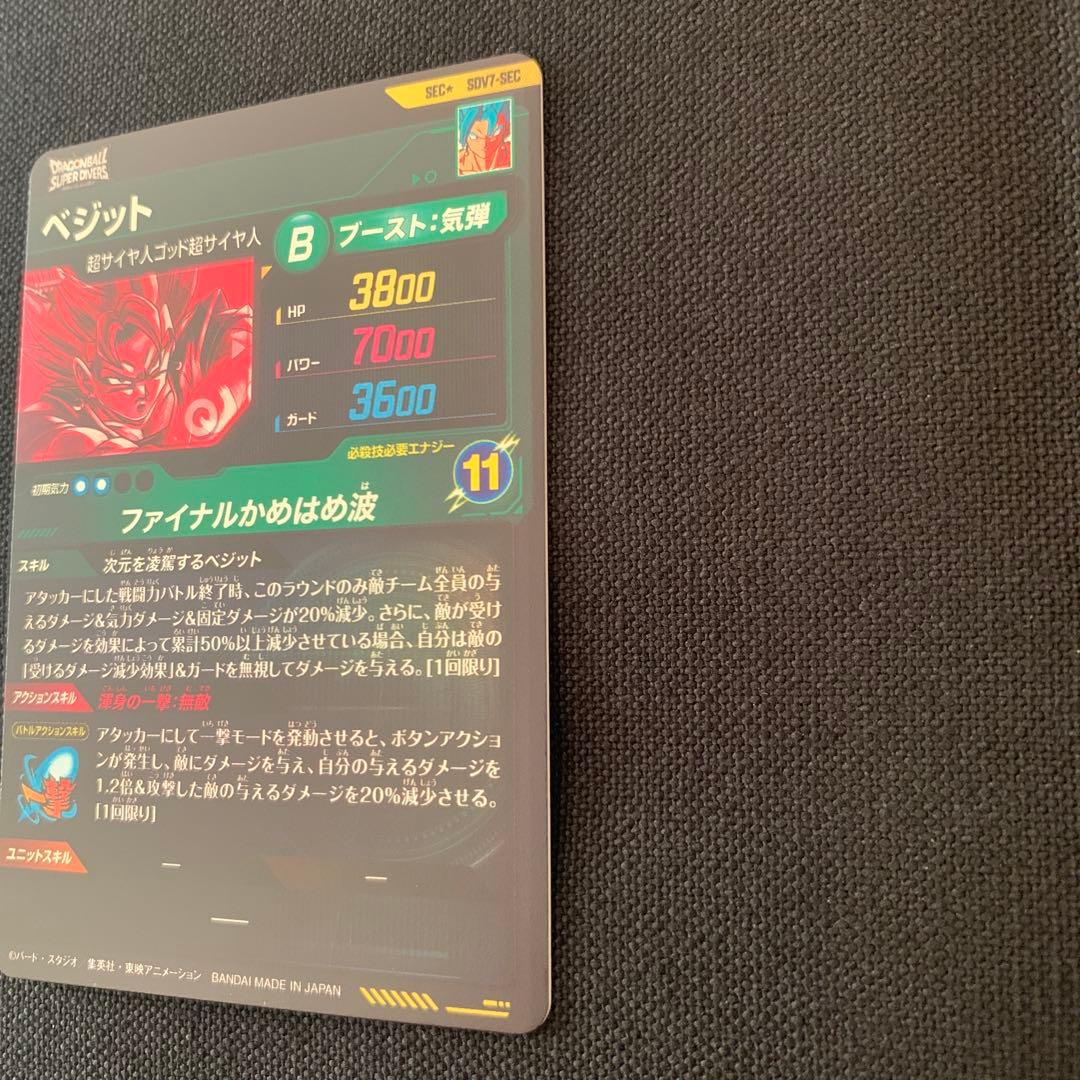 SEC★ SDV7-SEC
DRAGONBALL
SUPER DIVERS
ベジット
超サイヤ人ゴッド超サイヤ人
B ブースト:気弾
HP 3800
パワー 7000
ガード 3600
必殺技必要エナジー
11
初期気力
ファイナルかめはめ波
スキル 次元を凌駕するベジット
アタッカーにした戦闘力バトル終了時、このラウンドのみ敵チーム全員の与
えるダメージ&気力ダメージ&固定ダメージが20%減少。さらに、敵が受け
るダメージを効果によって累計50%以上減少させている場合、自分は敵の
「受けるダメージ減少効果」&ガードを無視してダメージを与える。[1回限り]
アクションスキル 渾身の一撃:無敵
バトルアクションスキル
一撃
アタッカーにして一撃モードを発動させると、ボタンアクショ
ンが発生し、敵にダメージを与え、自分の与えるダメージを
1.2倍&攻撃した敵の与えるダメージを20%減少させる。
[1回限り]
ユニットスキル
©バード・スタジオ/集英社・東映アニメーション BANDAI MADE IN JAPAN